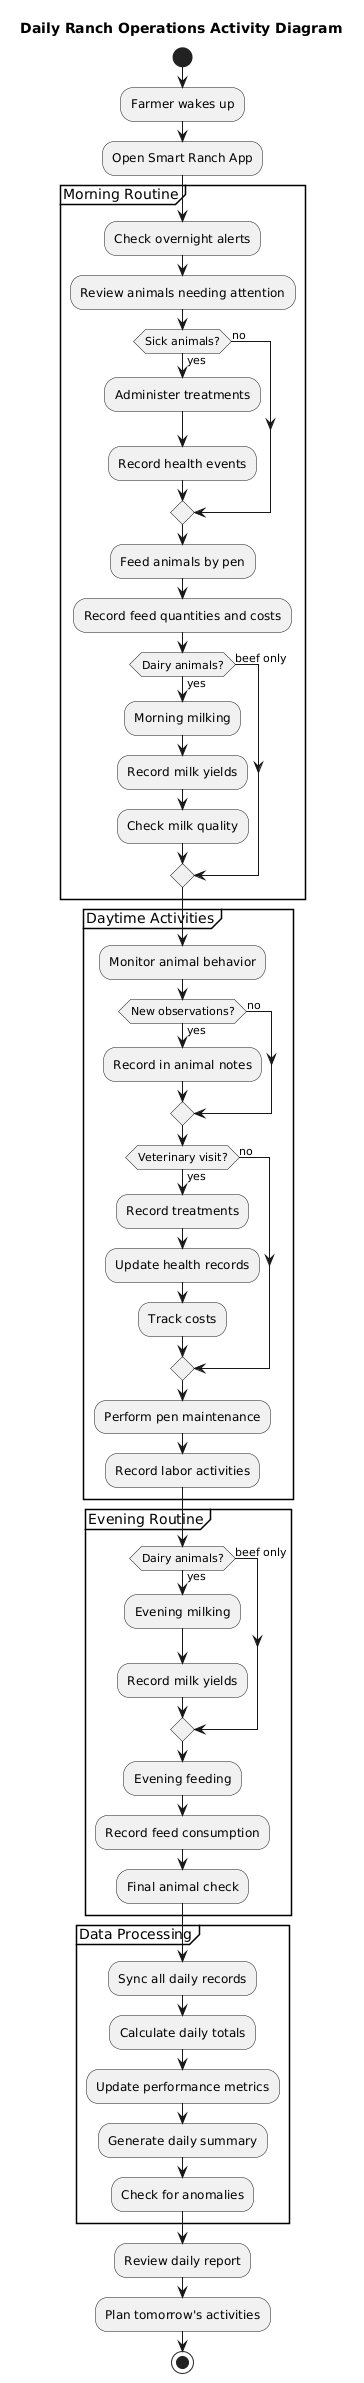 Daily Ranch Operations Activity Diagram
Farmer wakes up
Open Smart Ranch App
Morning Routine
Check overnight alerts
Review animals needing attention
Sick animals?
no
yes
Administer treatments
Record health events
Feed animals by pen
Record feed quantities and costs
Dairy animals?
beef only
yes
Morning milking
Record milk yields
Check milk quality
Daytime Activities
Monitor animal behavior
New observations?
no
yes
Record in animal notes
Veterinary visit?
no
yes
Record treatments
Update health records
Track costs
Perform pen maintenance
Record labor activities
Evening Routine
Dairy animals?
beef only
yes
Evening milking
Record milk yields
Evening feeding
Record feed consumption
Final animal check
Data Processing
Sync all daily records
Calculate daily totals
Update performance metrics
Generate daily summary
Check for anomalies
Review daily report
Plan tomorrow's activities